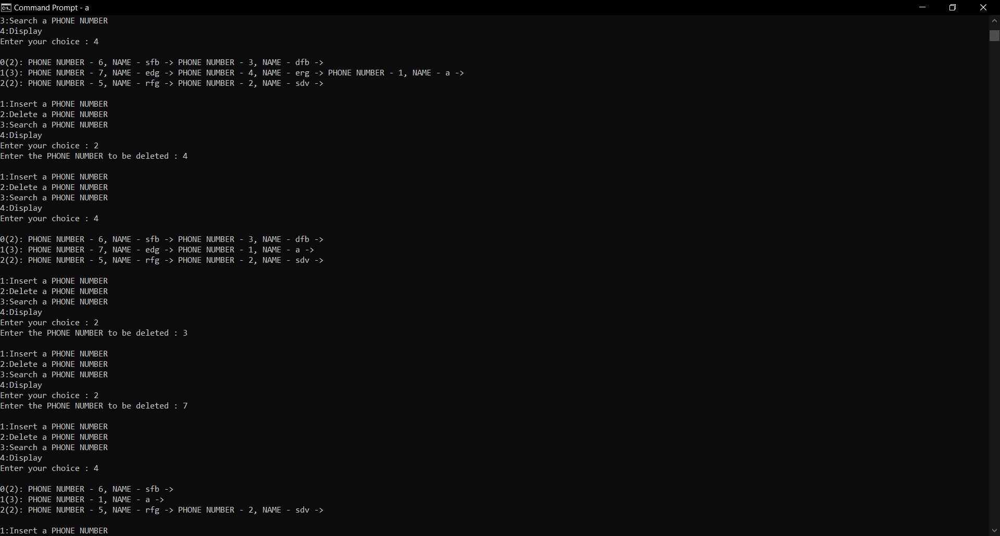 Command Prompt - a
3:Search a PHONE NUMBER
4:Display
Enter your choice : 4
0(2): PHONE NUMBER - 6, NAME - sfb -> PHONE NUMBER - 3, NAME - dfb ->
1(3): PHONE NUMBER - 7, NAME - edg -> PHONE NUMBER - 4, NAME - erg -> PHONE NUMBER - 1, NAME - a ->
2(2): PHONE NUMBER - 5, NAME - rfg -> PHONE NUMBER - 2, NAME - sdv ->
1:Insert a PHONE NUMBER
2:Delete a PHONE NUMBER
3:Search a PHONE NUMBER
4:Display
Enter your choice : 2
Enter the PHONE NUMBER to be deleted : 4
1:Insert a PHONE NUMBER
2:Delete a PHONE NUMBER
3:Search a PHONE NUMBER
4:Display
Enter your choice : 4
0(2): PHONE NUMBER - 6, NAME - sfb -> PHONE NUMBER - 3, NAME - dfb ->
1(3): PHONE NUMBER - 7, NAME - edg -> PHONE NUMBER - 1, NAME - a ->
2(2): PHONE NUMBER - 5, NAME - rfg -> PHONE NUMBER - 2, NAME - sdv ->
1:Insert a PHONE NUMBER
2:Delete a PHONE NUMBER
3:Search a PHONE NUMBER
4:Display
Enter your choice : 2
Enter the PHONE NUMBER to be deleted : 3
1:Insert a PHONE NUMBER
2:Delete a PHONE NUMBER
3:Search a PHONE NUMBER
4:Display
Enter your choice : 2
Enter the PHONE NUMBER to be deleted : 7
1:Insert a PHONE NUMBER
2:Delete a PHONE NUMBER
3:Search a PHONE NUMBER
4:Display
Enter your choice : 4
0(2): PHONE NUMBER - 6, NAME - sfb ->
1(3): PHONE NUMBER - 1, NAME - a ->
2(2): PHONE NUMBER - 5, NAME - rfg -> PHONE NUMBER - 2, NAME - sdv ->
1:Insert a PHONE NUMBER